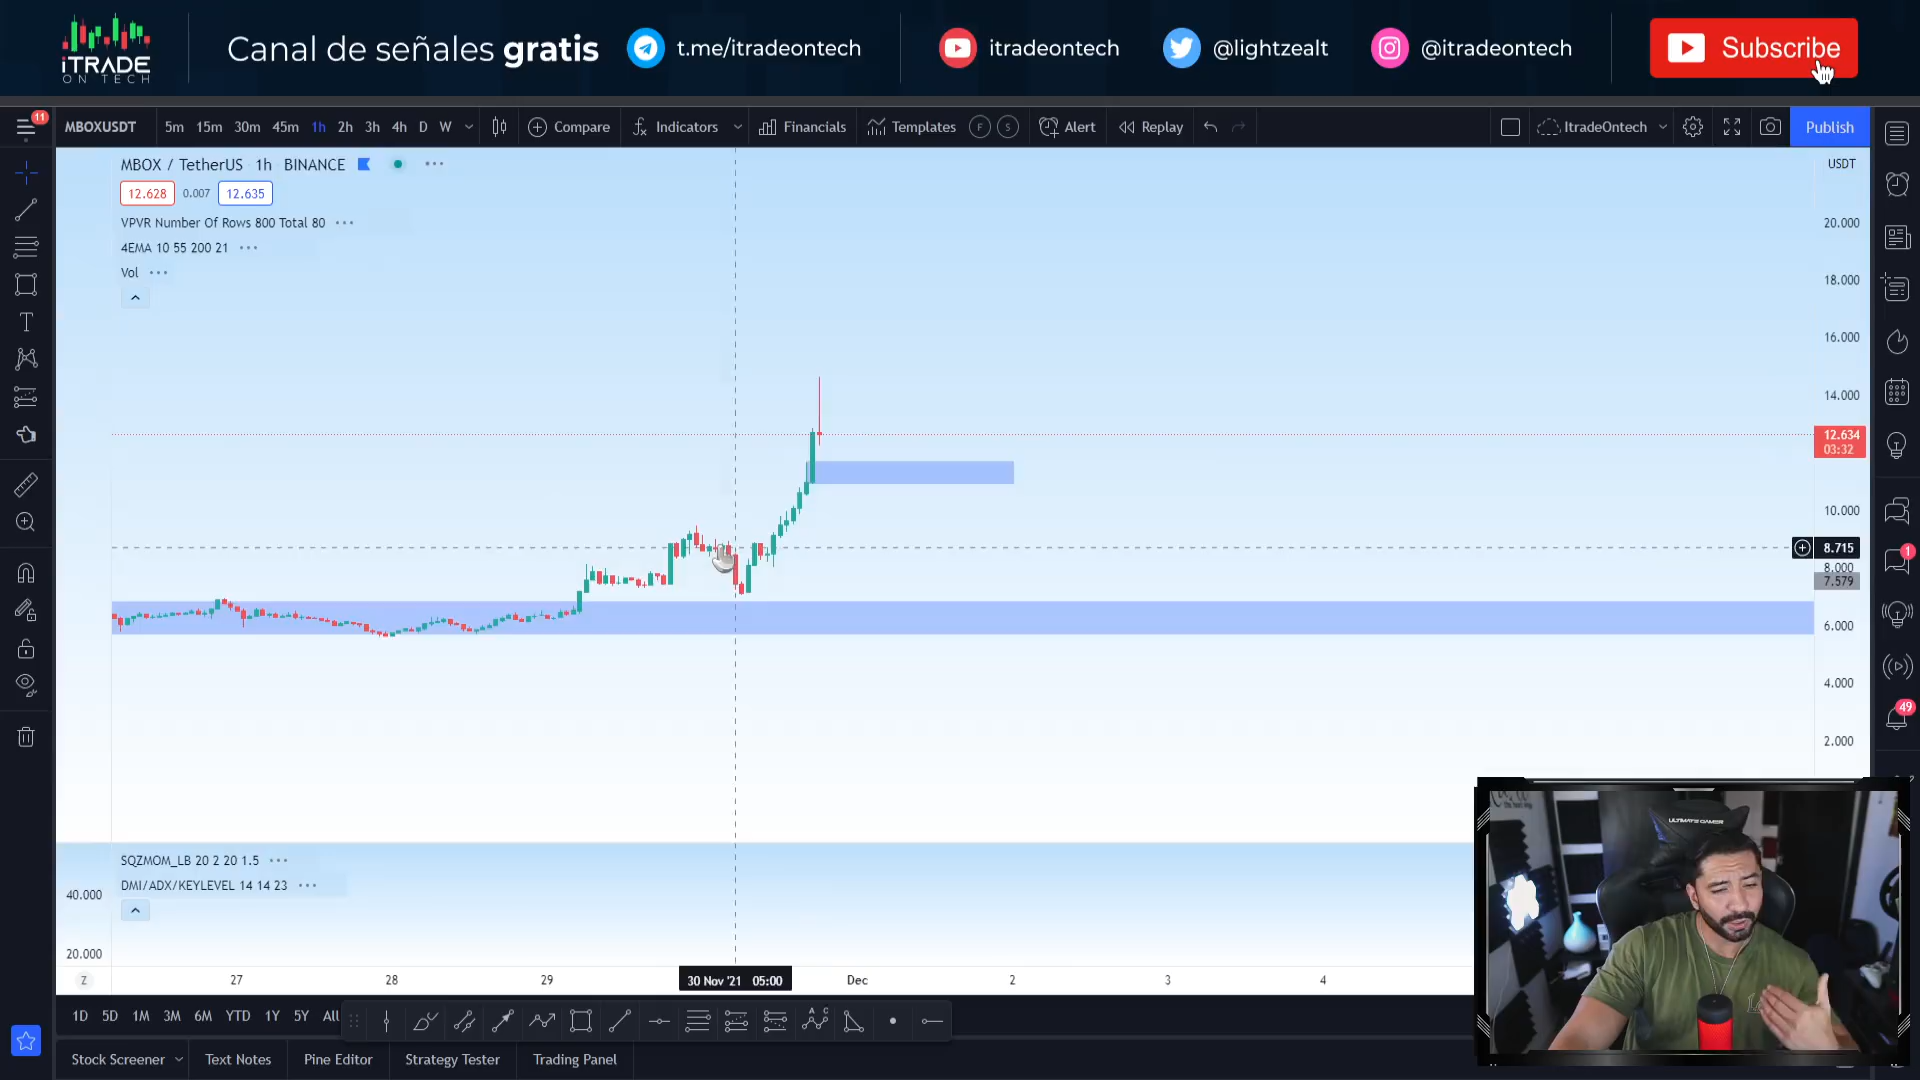 iTRADE
ON TECH
Canal de señales gratis
t.me/itradeontech
itradeontech
@lightzealt
@itradeontech
Subscribe
11
MBOXUSDT
5m 15m 30m 45m 1h 2h 3h 4h D W
Compare
Indicators
Financials
Templates
F S
Alert
Replay
ItradeOntech
Publish
MBOX / TetherUS 1h BINANCE
USDT
12.628 0.007 12.635
VPVR Number Of Rows 800 Total 80
4EMA 10 55 200 21
Vol
20.000
18.000
16.000
14.000
12.634
03:32
10.000
8.715
8.000
7.579
6.000
4.000
2.000
1
49
SQZMOM_LB 20 2 20 1.5
DMI/ADX/KEYLEVEL 14 14 23
40.000
20.000
ULTIMATE GAMER
Z
27 28 29 30 Nov '21 05:00 Dec 2 3 4
1D 5D 1M 3M 6M YTD 1Y 5Y All
Stock Screener
Text Notes
Pine Editor
Strategy Tester
Trading Panel